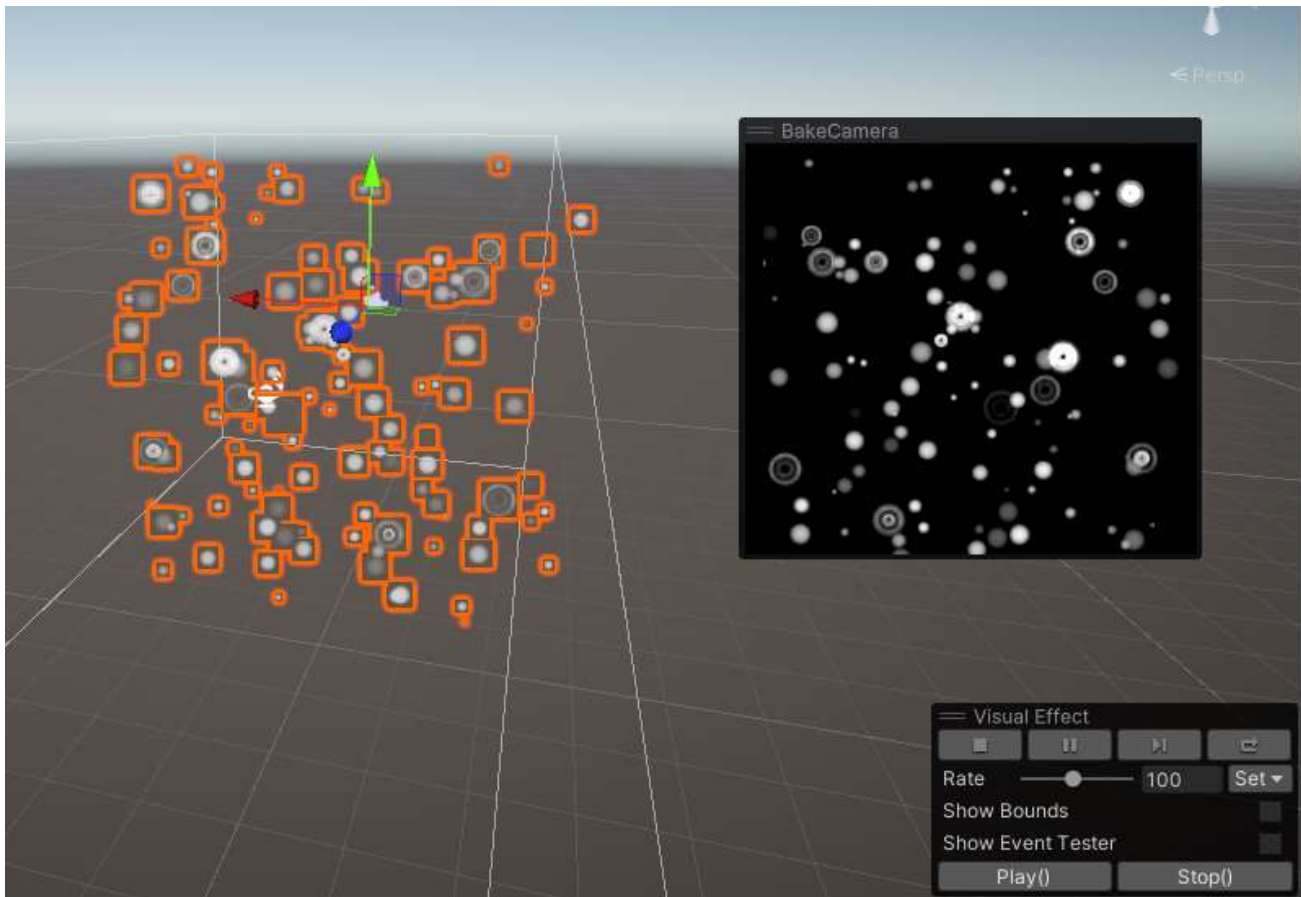 Persp
BakeCamera
Visual Effect
Rate 100 Set
Show Bounds
Show Event Tester
Play() Stop()